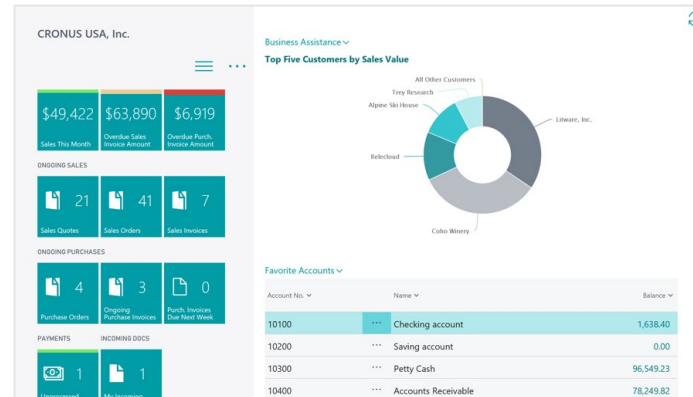 CRONUS USA, Inc.
Business Assistance
Top Five Customers by Sales Value
All Other Customers
Trey Research
Alpine Ski House
Litware, Inc.
Relecloud
Coho Winery
$49,422
Sales This Month
$63,890
Overdue Sales
Invoice Amount
$6,919
Overdue Purch.
Invoice Amount
ONGOING SALES
21
Sales Quotes
41
Sales Orders
7
Sales Invoices
ONGOING PURCHASES
4
Purchase Orders
3
Ongoing
Purchase Invoices
0
Purch. Invoices
Due Next Week
PAYMENTS INCOMING DOCS
1
1
My Incoming
Favorite Accounts
Account No. Name Balance
10100 Checking account 1,638.40
10200 Saving account 0.00
10300 Petty Cash 96,549.23
10400 Accounts Receivable 78,249.82